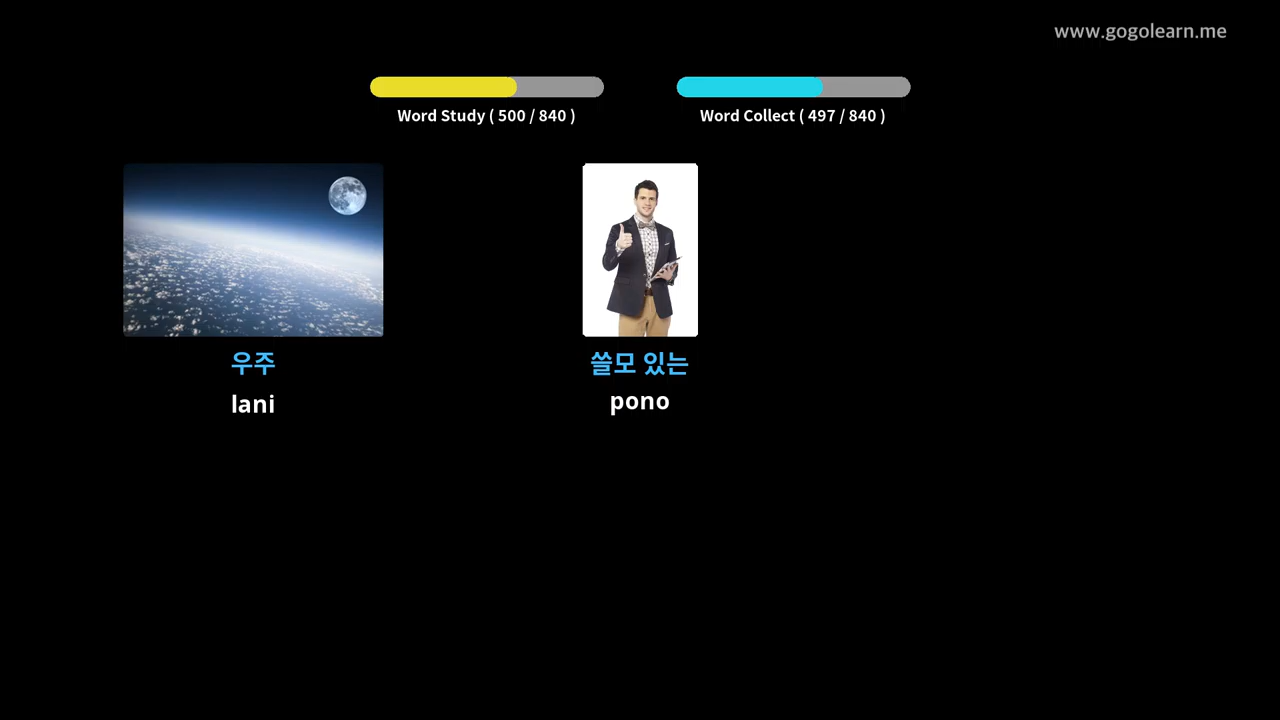 www.gogolearn.me
Word Study ( 500 / 840 )
Word Collect ( 497 / 840 )
우주
lani
쓸모 있는
pono